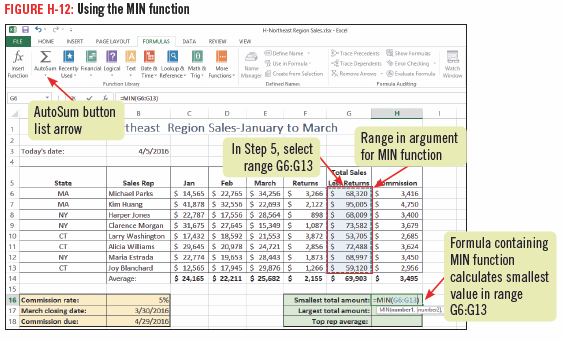 FIGURE H-12: Using the MIN function
H-Northeast Region Sales.xlsx - Excel
FILE HOME INSERT PAGE LAYOUT FORMULAS DATA REVIEW VIEW
Insert Function AutoSum Recently Used Financial Logical Text Date & Time Lookup & Reference Math & Trig More Functions Name Manager Define Name Use in Formula Create from Selection Trace Precedents Trace Dependents Remove Arrows Show Formulas Error Checking Evaluate Formula Watch Window
Function Library Defined Names Formula Auditing
G6 fx =MIN(G6:G13)
AutoSum button
list arrow
B C D E F G H I
1 theast Region Sales-January to March
2
In Step 5, select
range G6:G13
Range in argument
for MIN function
3 Today's date: 4/5/2016
4 Total Sales
5 State Sales Rep Jan Feb March Returns Less Returns Commission
6 MA Michael Parks $ 14,565 $ 22,765 $ 34,256 $ 3,266 $ 68,320 $ 3,416
7 MA Kim Huang $ 41,878 $ 32,556 $ 22,693 $ 2,122 $ 95,005 $ 4,750
8 NY Harper Jones $ 22,787 $ 17,556 $ 28,564 $ 898 $ 68,009 $ 3,400
9 NY Clarence Morgan $ 31,675 $ 27,645 $ 15,349 $ 1,087 $ 73,582 $ 3,679
10 CT Larry Washington $ 17,432 $ 18,592 $ 21,553 $ 3,872 $ 53,705 $ 2,685
11 CT Alicia Williams $ 29,645 $ 20,978 $ 24,721 $ 2,856 $ 72,488 $ 3,624
12 NY Maria Estrada $ 22,774 $ 19,653 $ 28,443 $ 1,873 $ 68,997 $ 3,450
13 CT Joy Blanchard $ 12,565 $ 17,945 $ 29,876 $ 1,266 $ 59,120 $ 2,956
14 Average: $ 24,165 $ 22,211 $ 25,682 $ 2,155 $ 69,903 $ 3,495
15
16 Commission rate: 5% Smallest total amount: =MIN(G6:G13)
17 March closing date: 3/30/2016 Largest total amount: MIN(number1, [number2],
18 Commission due: 4/29/2016 Top rep average:
Formula containing
MIN function
calculates smallest
value in range
G6:G13